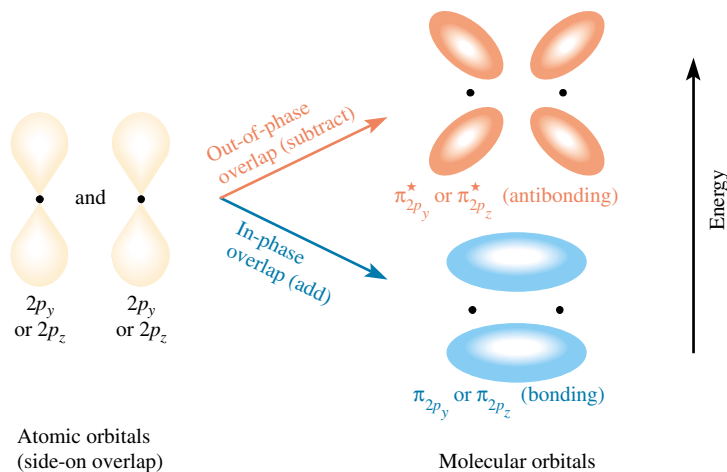 Out-of-phase
overlap (subtract)
and
In-phase
overlap (add)
2p_y
or 2p_z
2p_y
or 2p_z
π★_{2p_y} or π★_{2p_z} (antibonding)
π_{2p_y} or π_{2p_z} (bonding)
Energy
Atomic orbitals
(side-on overlap)
Molecular orbitals